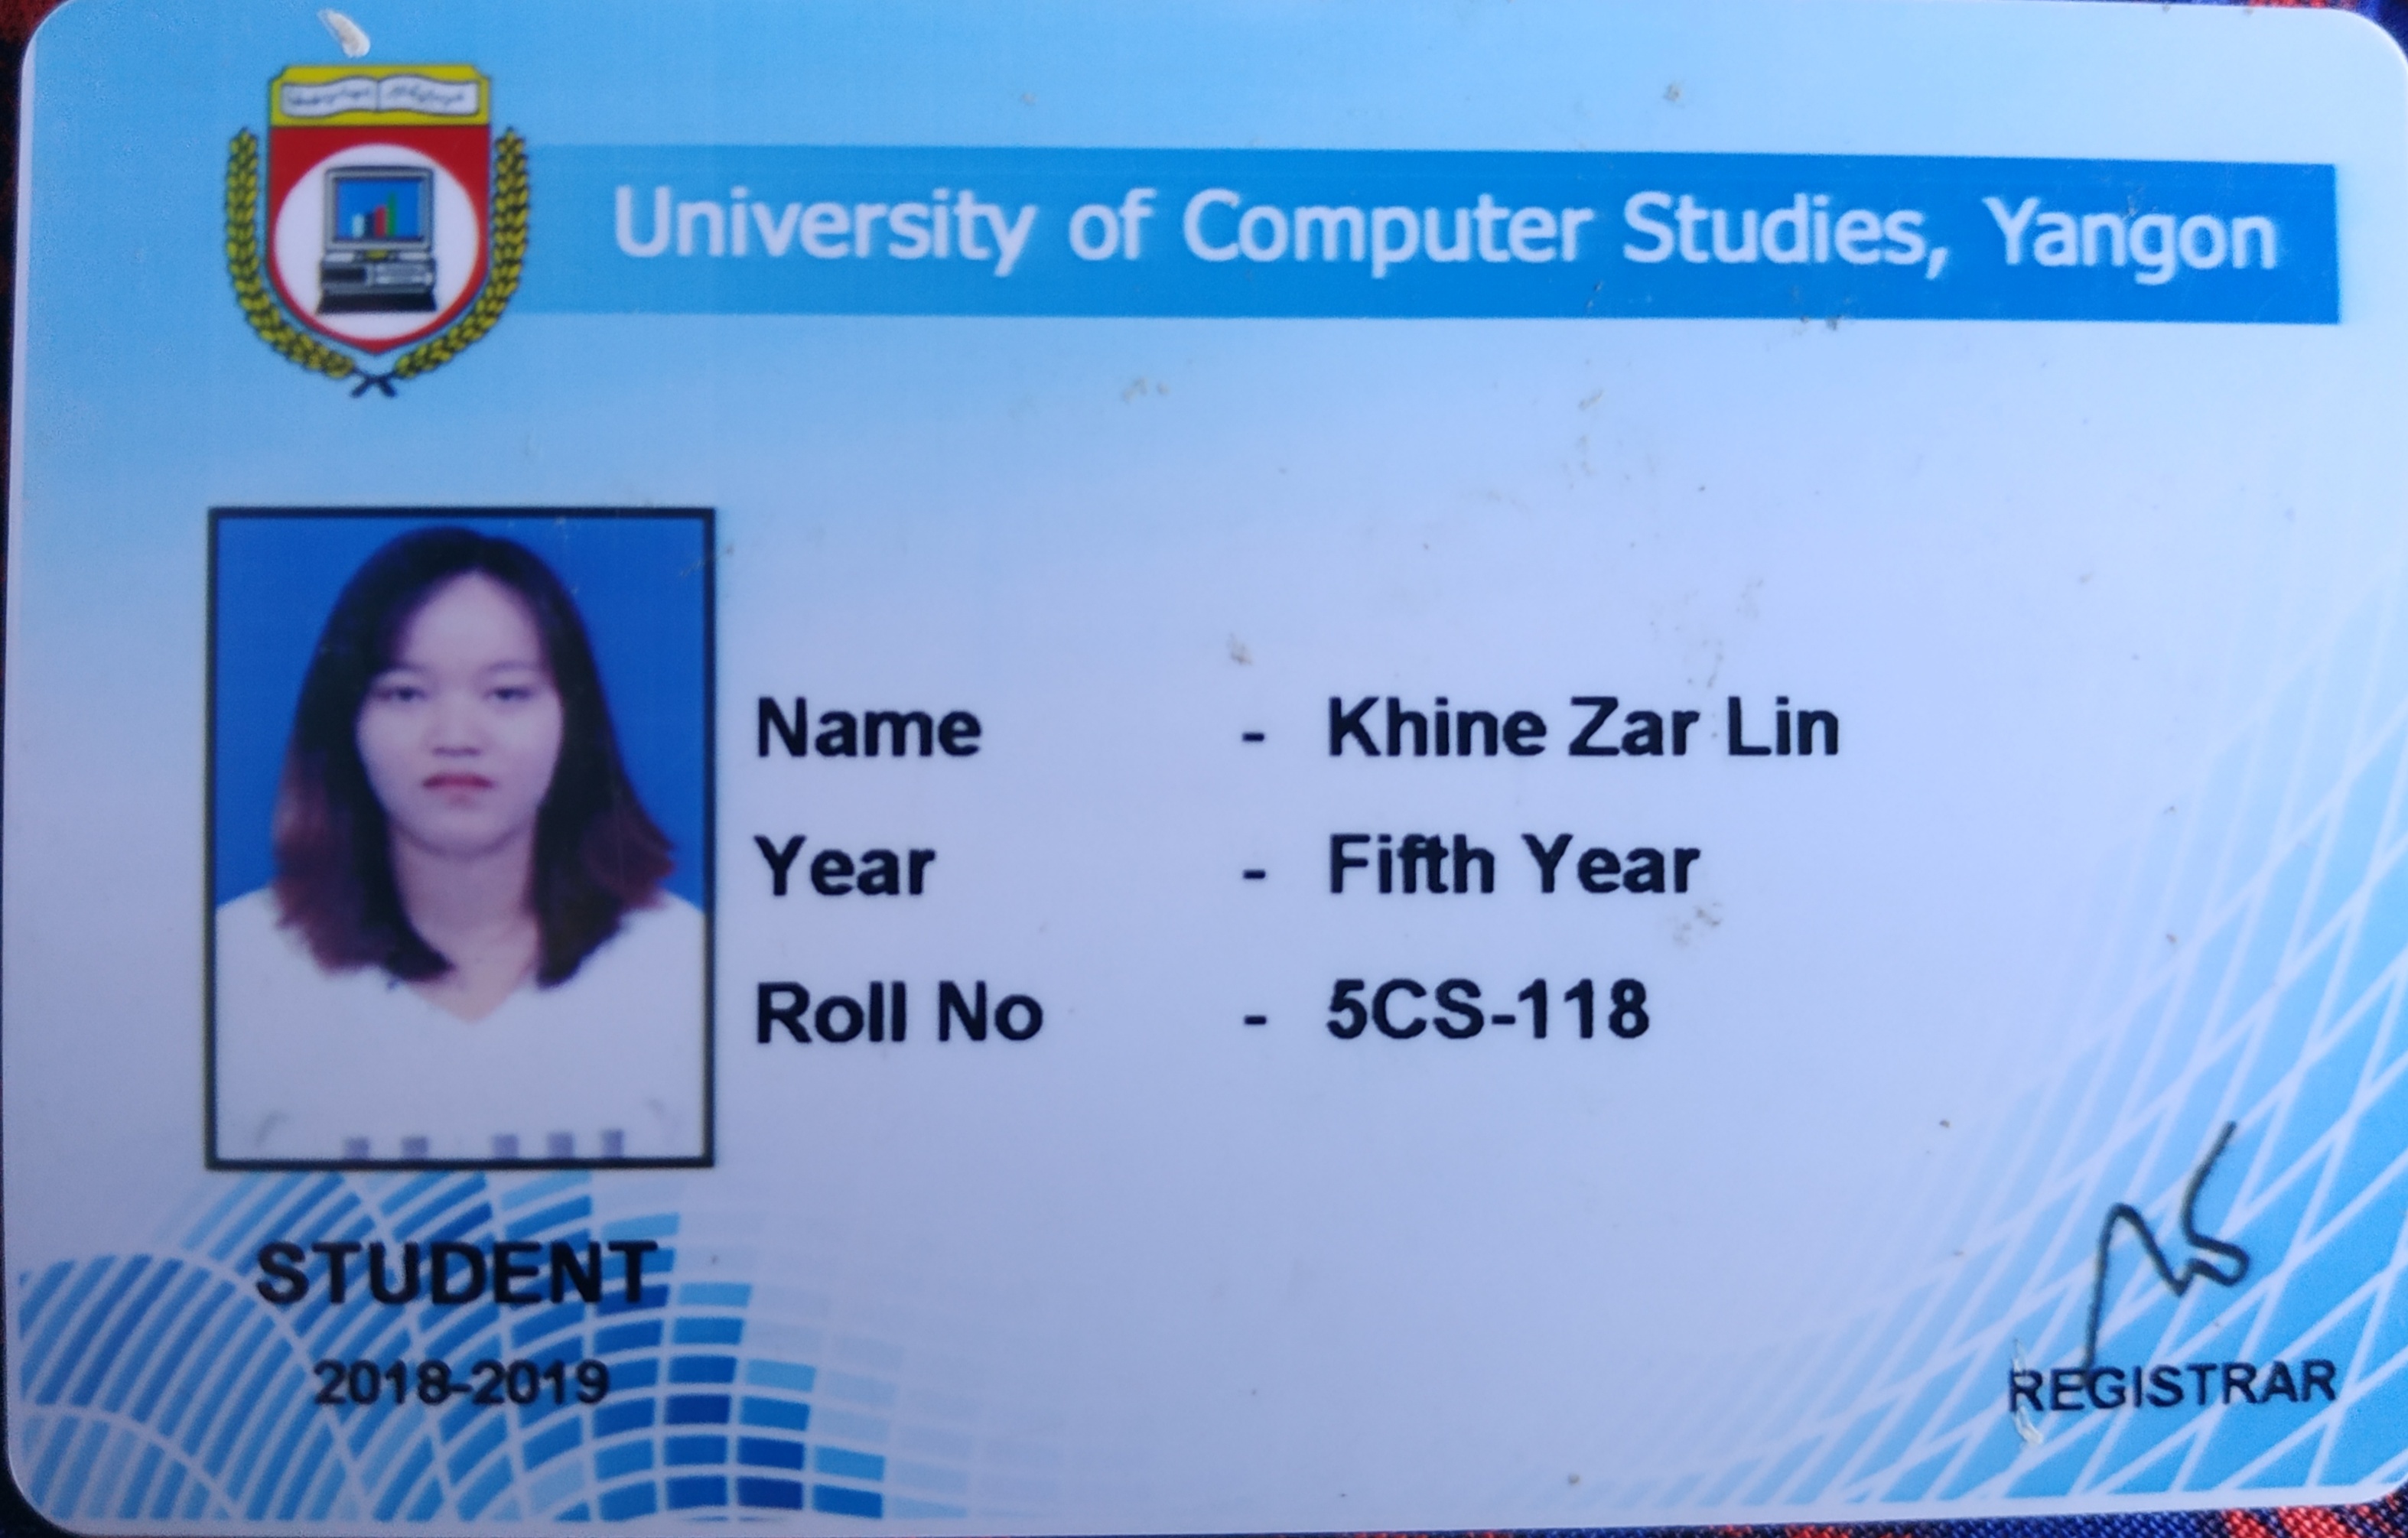 University of Computer Studies, Yangon
Name - Khine Zar Lin
Year - Fifth Year
Roll No - 5CS-118
STUDENT
2018-2019
REGISTRAR